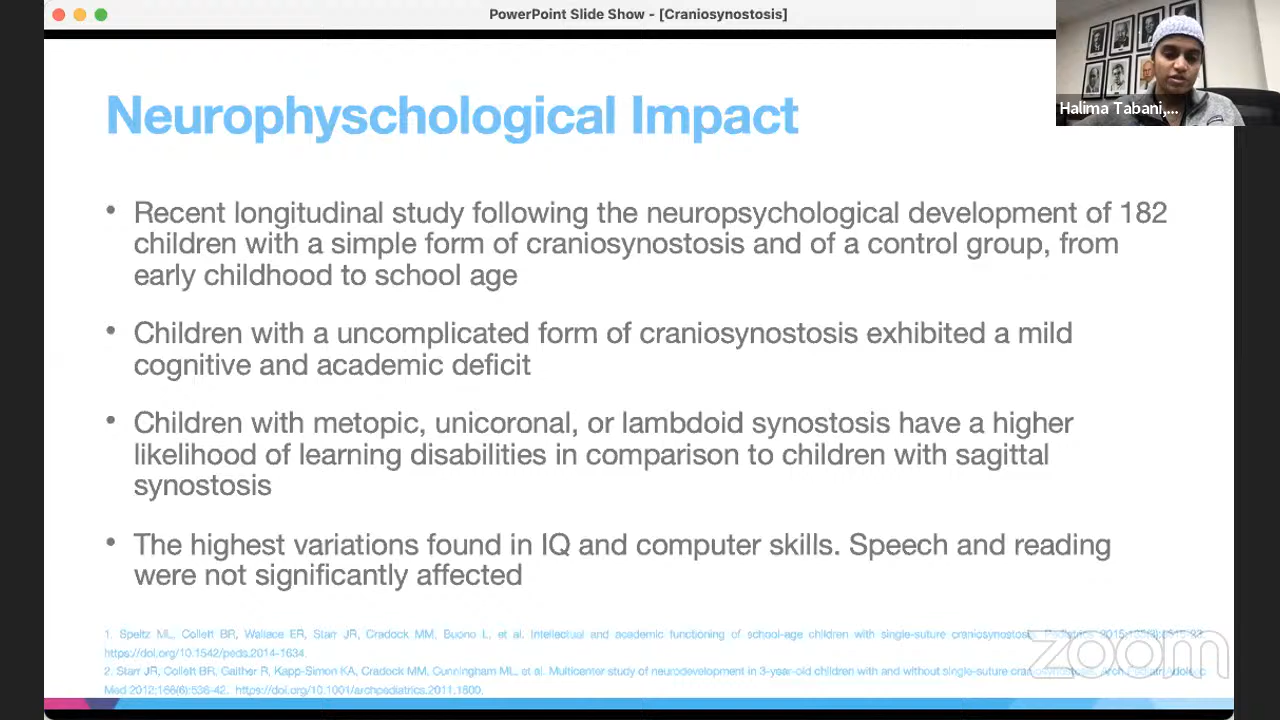 PowerPoint Slide Show - [Craniosynostosis]
Halima Tabani,...
Neurophyschological Impact
• Recent longitudinal study following the neuropsychological development of 182
children with a simple form of craniosynostosis and of a control group, from
early childhood to school age
• Children with a uncomplicated form of craniosynostosis exhibited a mild
cognitive and academic deficit
• Children with metopic, unicoronal, or lambdoid synostosis have a higher
likelihood of learning disabilities in comparison to children with sagittal
synostosis
• The highest variations found in IQ and computer skills. Speech and reading
were not significantly affected
1. Speltz ML, Collett BR, Wallace ER, Starr JR, Cradock MM, Buono L, et al. Intellectual and academic functioning of school-age children with single-suture craniosynostosis. Pediatrics
https://doi.org/10.1542/peds.2014-1634.
2. Starr JR, Collett BR, Gaither R, Kapp-Simon KA, Cradock MM, Cunningham ML, et al. Multicenter study of neurodevelopment in 3-year-old children with and without single-suture
Med 2012;166(6):536-42. https://doi.org/10.1001/archpediatrics.2011.1800.
zoom